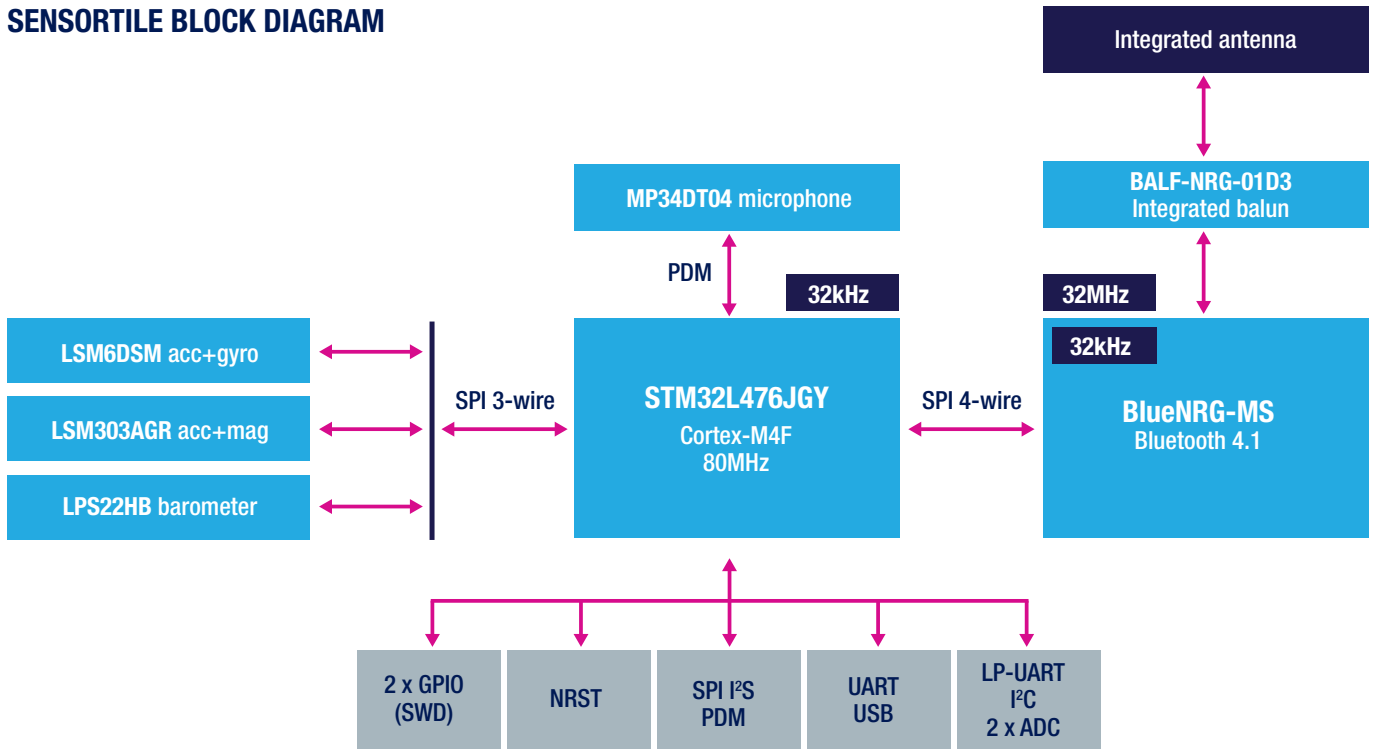 SENSORTILE BLOCK DIAGRAM
Integrated antenna
MP34DT04 microphone
BALF-NRG-01D3
Integrated balun
PDM
32kHz
32MHz
32kHz
LSM6DSM acc+gyro
LSM303AGR acc+mag
LPS22HB barometer
SPI 3-wire
STM32L476JGY
Cortex-M4F
80MHz
SPI 4-wire
BlueNRG-MS
Bluetooth 4.1
2 x GPIO
(SWD)
NRST
SPI I²S
PDM
UART
USB
LP-UART
I²C
2 x ADC